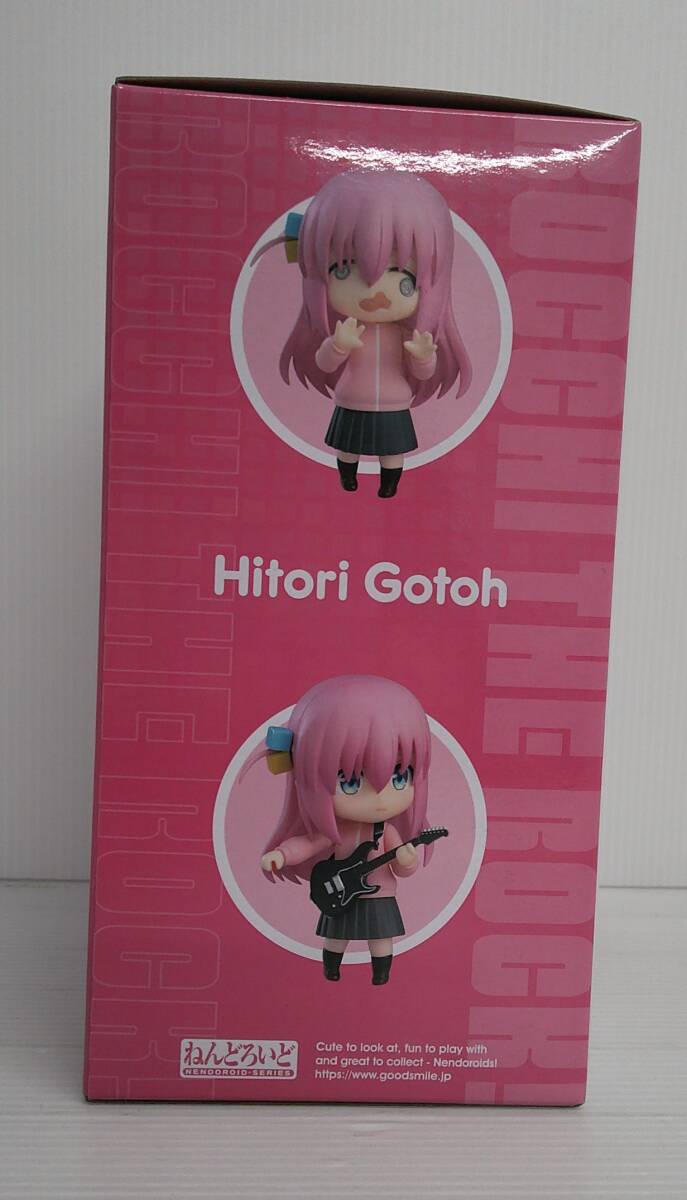 BOCCHI THE ROCK!
BOCCHI THE ROCK!
Hitori Gotoh
ねんどろいど
NENDOROID-SERIES
Cute to look at, fun to play with
and great to collect - Nendoroids!
https://www.goodsmile.jp